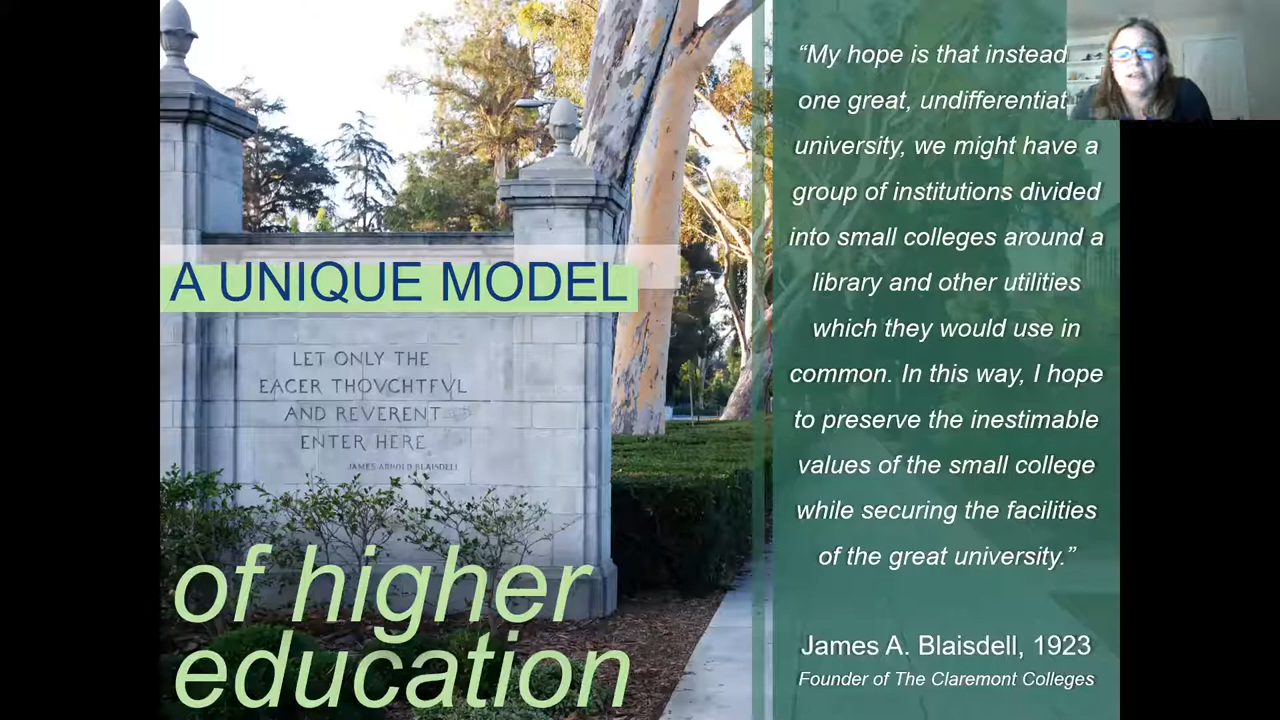 A UNIQUE MODEL
LET ONLY THE
EAGER THOVGHTFVL
AND REVERENT
ENTER HERE
JAMES ARNOLD BLAISDELL
of higher
education
“My hope is that instead
one great, undifferentiat
university, we might have a
group of institutions divided
into small colleges around a
library and other utilities
which they would use in
common. In this way, I hope
to preserve the inestimable
values of the small college
while securing the facilities
of the great university.”
James A. Blaisdell, 1923
Founder of The Claremont Colleges